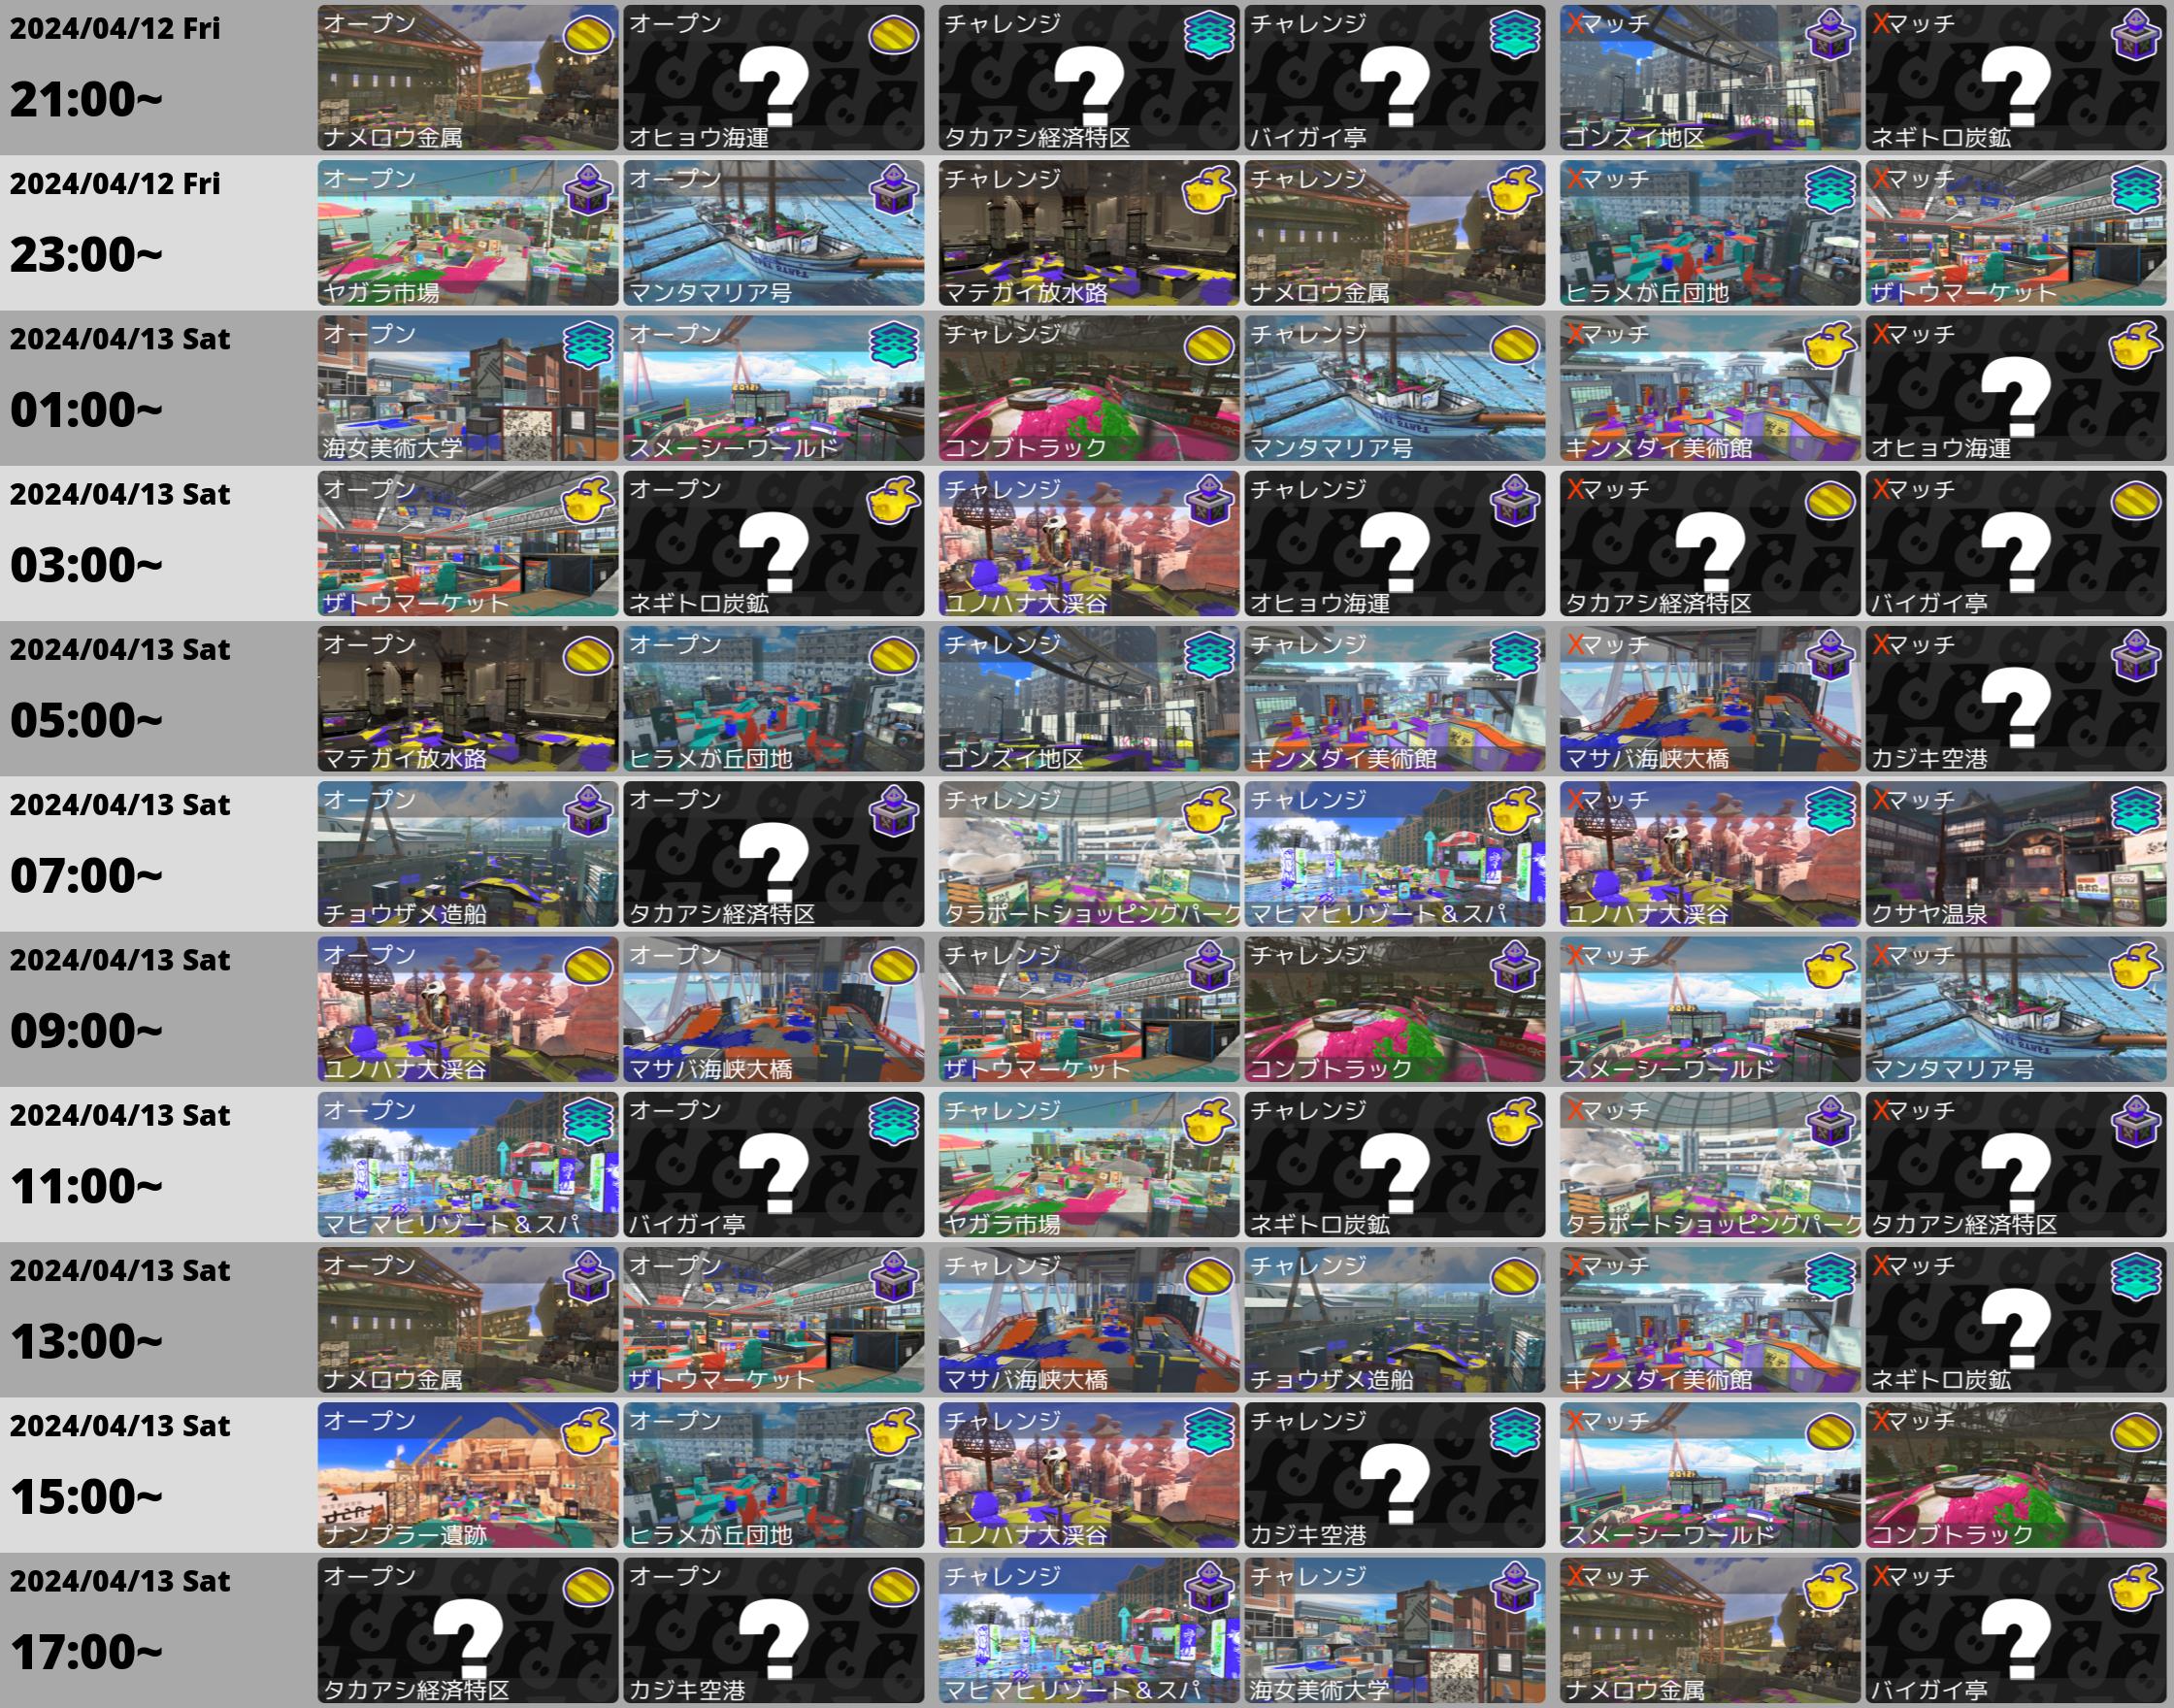 2024/04/12 Fri
21:00~
オープン
ナメロウ金属
オープン
オヒョウ海運
チャレンジ
タカアシ経済特区
チャレンジ
バイガイ亭
Xマッチ
ゴンズイ地区
Xマッチ
ネギトロ炭鉱
2024/04/12 Fri
23:00~
オープン
ヤガラ市場
オープン
マンタマリア号
チャレンジ
マテガイ放水路
チャレンジ
ナメロウ金属
Xマッチ
ヒラメが丘団地
Xマッチ
ザトウマーケット
2024/04/13 Sat
01:00~
オープン
海女美術大学
オープン
スメーシーワールド
チャレンジ
コンブトラック
チャレンジ
マンタマリア号
Xマッチ
キンメダイ美術館
Xマッチ
オヒョウ海運
2024/04/13 Sat
03:00~
オープン
ザトウマーケット
オープン
ネギトロ炭鉱
チャレンジ
ユノハナ大渓谷
チャレンジ
オヒョウ海運
Xマッチ
タカアシ経済特区
Xマッチ
バイガイ亭
2024/04/13 Sat
05:00~
オープン
マテガイ放水路
オープン
ヒラメが丘団地
チャレンジ
ゴンズイ地区
チャレンジ
キンメダイ美術館
Xマッチ
マサバ海峡大橋
Xマッチ
カジキ空港
2024/04/13 Sat
07:00~
オープン
チョウザメ造船
オープン
タカアシ経済特区
チャレンジ
タラポートショッピングパーク
チャレンジ
マヒマヒリゾート＆スパ
Xマッチ
ユノハナ大渓谷
Xマッチ
クサヤ温泉
2024/04/13 Sat
09:00~
オープン
ユノハナ大渓谷
オープン
マサバ海峡大橋
チャレンジ
ザトウマーケット
チャレンジ
コンブトラック
Xマッチ
スメーシーワールド
Xマッチ
マンタマリア号
2024/04/13 Sat
11:00~
オープン
マヒマヒリゾート＆スパ
オープン
バイガイ亭
チャレンジ
ヤガラ市場
チャレンジ
ネギトロ炭鉱
Xマッチ
タラポートショッピングパーク
Xマッチ
タカアシ経済特区
2024/04/13 Sat
13:00~
オープン
ナメロウ金属
オープン
ザトウマーケット
チャレンジ
マサバ海峡大橋
チャレンジ
チョウザメ造船
Xマッチ
キンメダイ美術館
Xマッチ
ネギトロ炭鉱
2024/04/13 Sat
15:00~
オープン
ナンプラー遺跡
オープン
ヒラメが丘団地
チャレンジ
ユノハナ大渓谷
チャレンジ
カジキ空港
Xマッチ
スメーシーワールド
Xマッチ
コンブトラック
2024/04/13 Sat
17:00~
オープン
タカアシ経済特区
オープン
カジキ空港
チャレンジ
マヒマヒリゾート＆スパ
チャレンジ
海女美術大学
Xマッチ
ナメロウ金属
Xマッチ
バイガイ亭